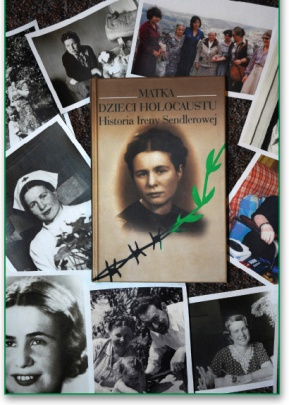 MATKA
DZIECI HOLOCAUSTU
Historia Ireny Sendlerowej